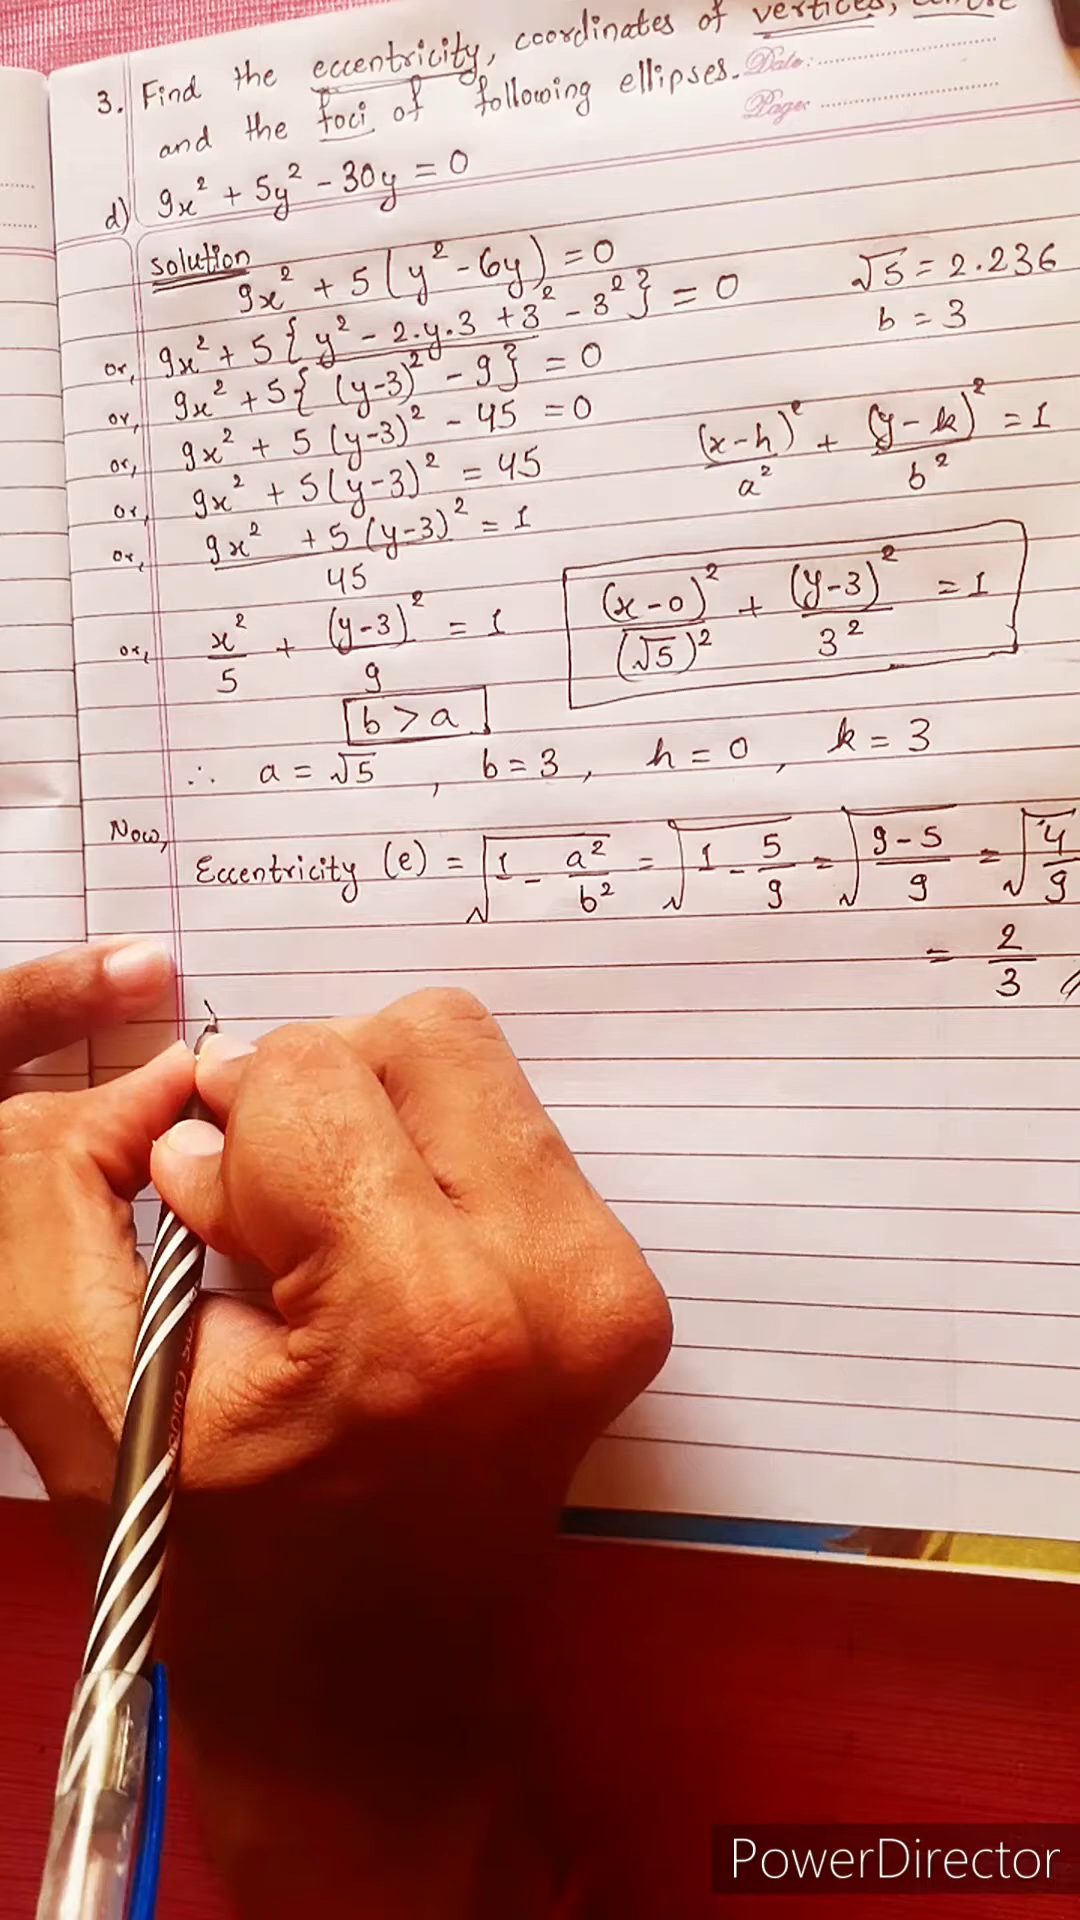 3. Find the eccentricity, coordinates of vertices, centre
and the foci of following ellipses.
Date:
Page:
d) 9x² + 5y² - 30y = 0
solution
9x² + 5(y² - 6y) = 0
√5 = 2.236
or, 9x² + 5{y² - 2.y.3 + 3² - 3²} = 0
b = 3
or, 9x² + 5{(y-3)² - 9} = 0
or, 9x² + 5(y-3)² - 45 = 0
(x-h)²/a² + (y-k)²/b² = 1
or, 9x² + 5(y-3)² = 45
or, 9x² + 5(y-3)²/45 = 1
or, x²/5 + (y-3)²/9 = 1
(x-0)²/(√5)² + (y-3)²/3² = 1
b > a
∴ a = √5, b = 3, h = 0, k = 3
Now,
Eccentricity (e) = √(1 - a²/b²) = √(1 - 5/9) = √((9-5)/9) = √(4/9)
= 2/3 //
PowerDirector